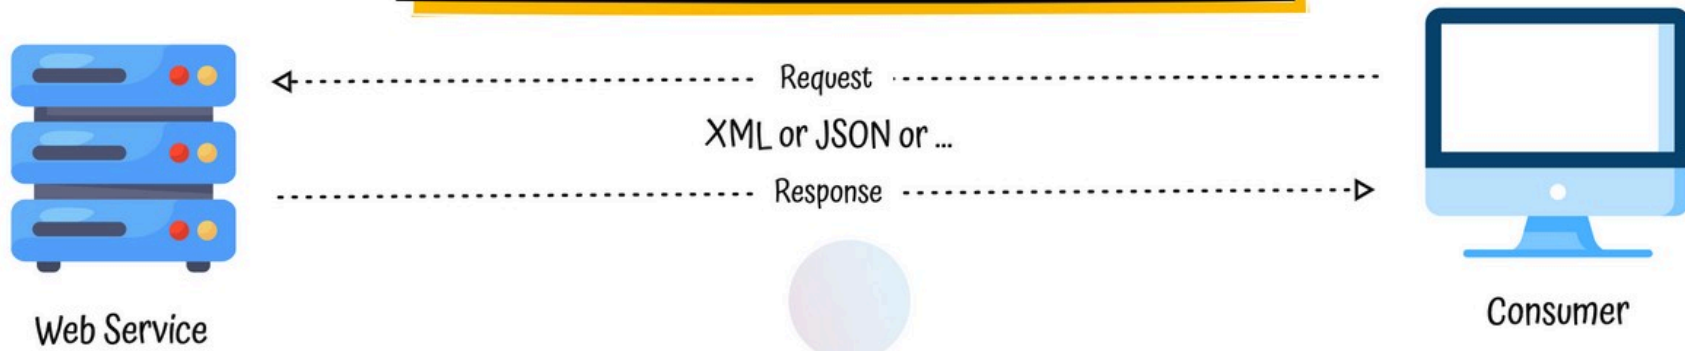 Request
XML or JSON or ...
Response
Web Service
Consumer